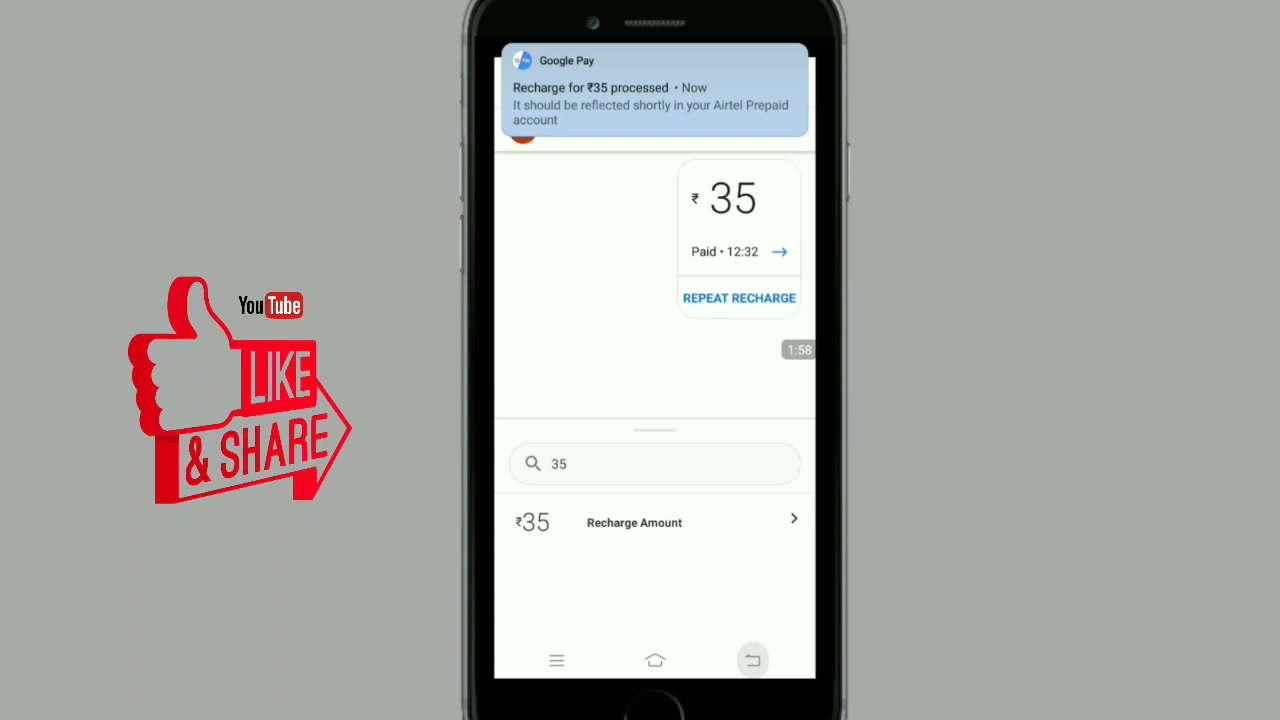 Google Pay
Recharge for ₹35 processed • Now
It should be reflected shortly in your Airtel Prepaid
account
₹ 35
Paid • 12:32
REPEAT RECHARGE
YouTube
LIKE
& SHARE
1:58
35
₹35 Recharge Amount